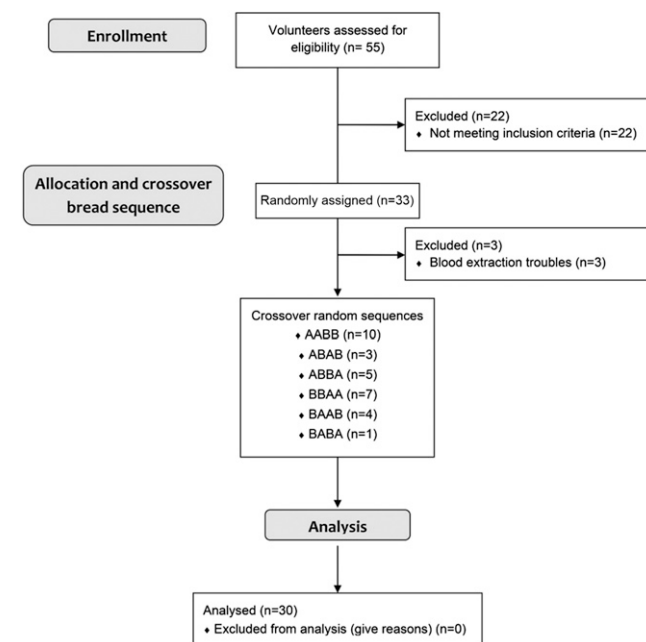 Enrollment
Volunteers assessed for
eligibility (n= 55)
Excluded (n=22)
♦ Not meeting inclusion criteria (n=22)
Allocation and crossover
bread sequence
Randomly assigned (n=33)
Excluded (n=3)
♦ Blood extraction troubles (n=3)
Crossover random sequences
♦ AABB (n=10)
♦ ABAB (n=3)
♦ ABBA (n=5)
♦ BBAA (n=7)
♦ BAAB (n=4)
♦ BABA (n=1)
Analysis
Analysed (n=30)
♦ Excluded from analysis (give reasons) (n=0)